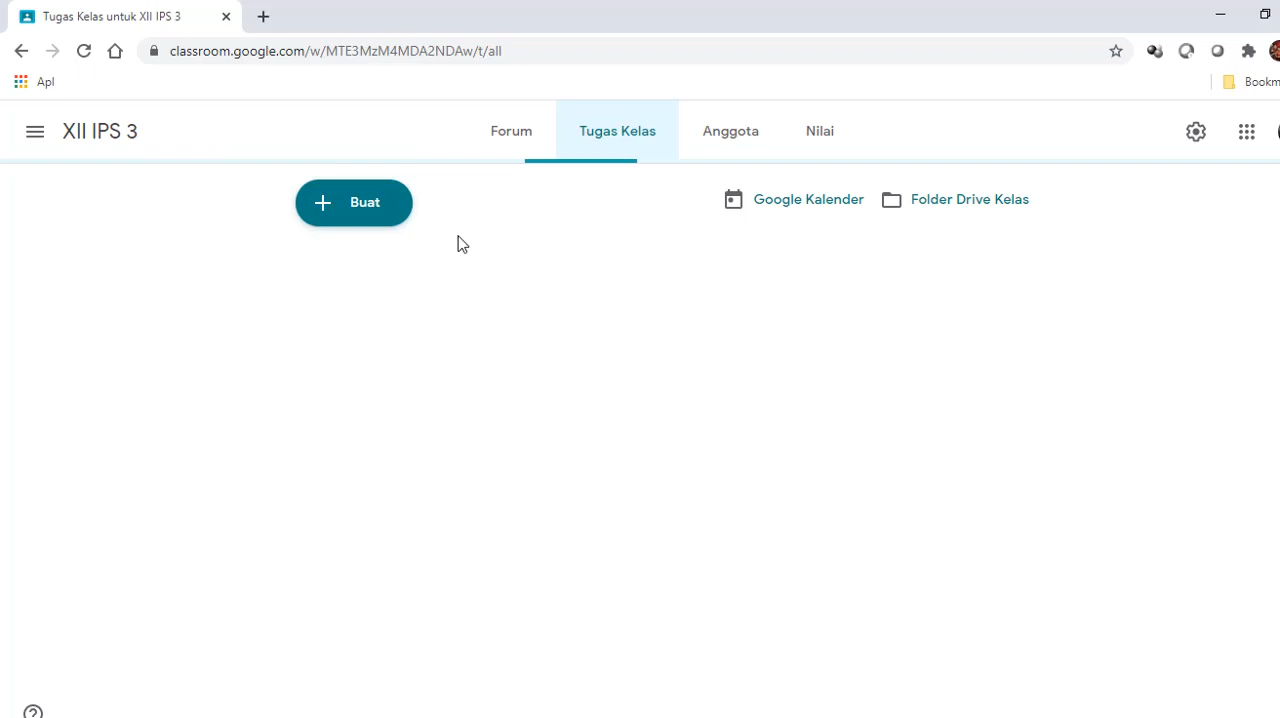 Tugas Kelas untuk XII IPS 3
classroom.google.com/w/MTE3MzM4MDA2NDAw/t/all
Apl
Bookm
XII IPS 3
Forum
Tugas Kelas
Anggota
Nilai
Buat
Google Kalender
Folder Drive Kelas